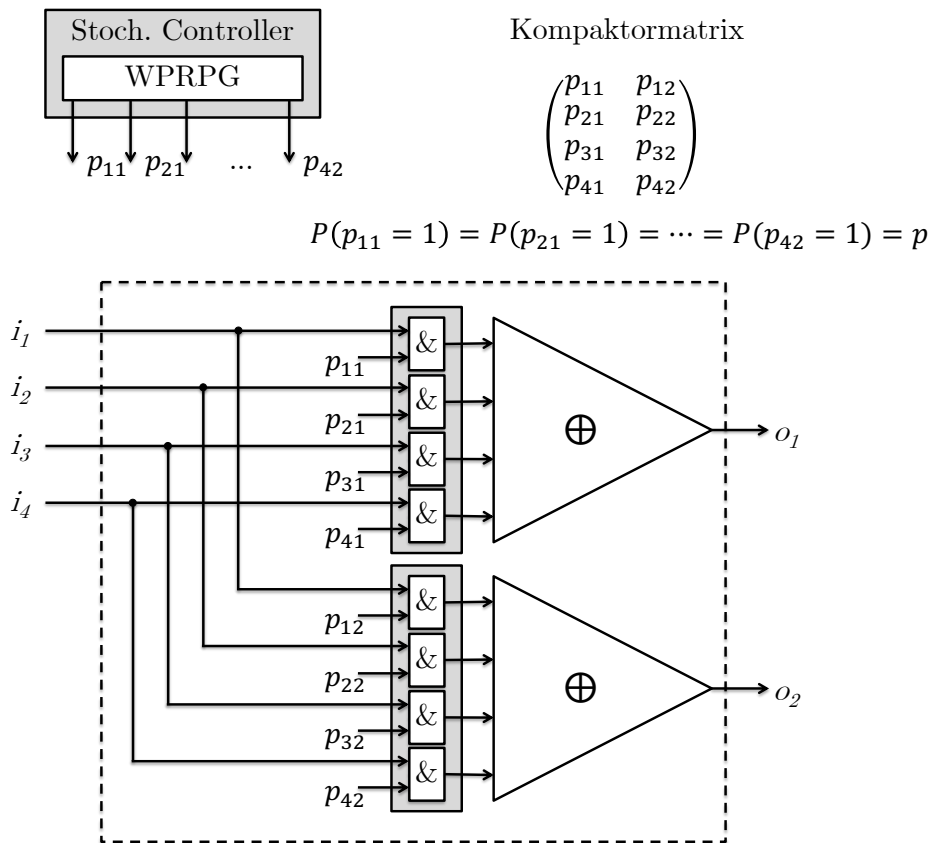 Stoch. Controller
WPRPG
p₁₁ p₂₁ ... p₄₂
Kompaktormatrix
p₁₁ p₁₂
p₂₁ p₂₂
p₃₁ p₃₂
p₄₁ p₄₂
P(p₁₁ = 1) = P(p₂₁ = 1) = ⋯ = P(p₄₂ = 1) = p
i₁
&
p₁₁
i₂
&
p₂₁
i₃
&
p₃₁
i₄
&
p₄₁
⊕
o₁
&
p₁₂
&
p₂₂
&
p₃₂
&
p₄₂
⊕
o₂